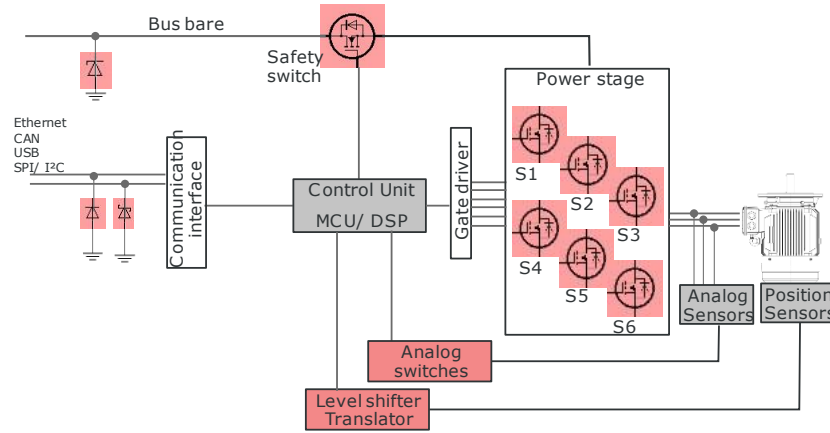 Bus bare
Safety
switch
Power stage
Ethernet
CAN
USB
SPI/ I²C
Communication
interface
Control Unit
MCU/ DSP
Gate driver
S1
S2
S3
S4
S5
S6
Analog
Sensors
Position
Sensors
Analog
switches
Level shifter
Translator